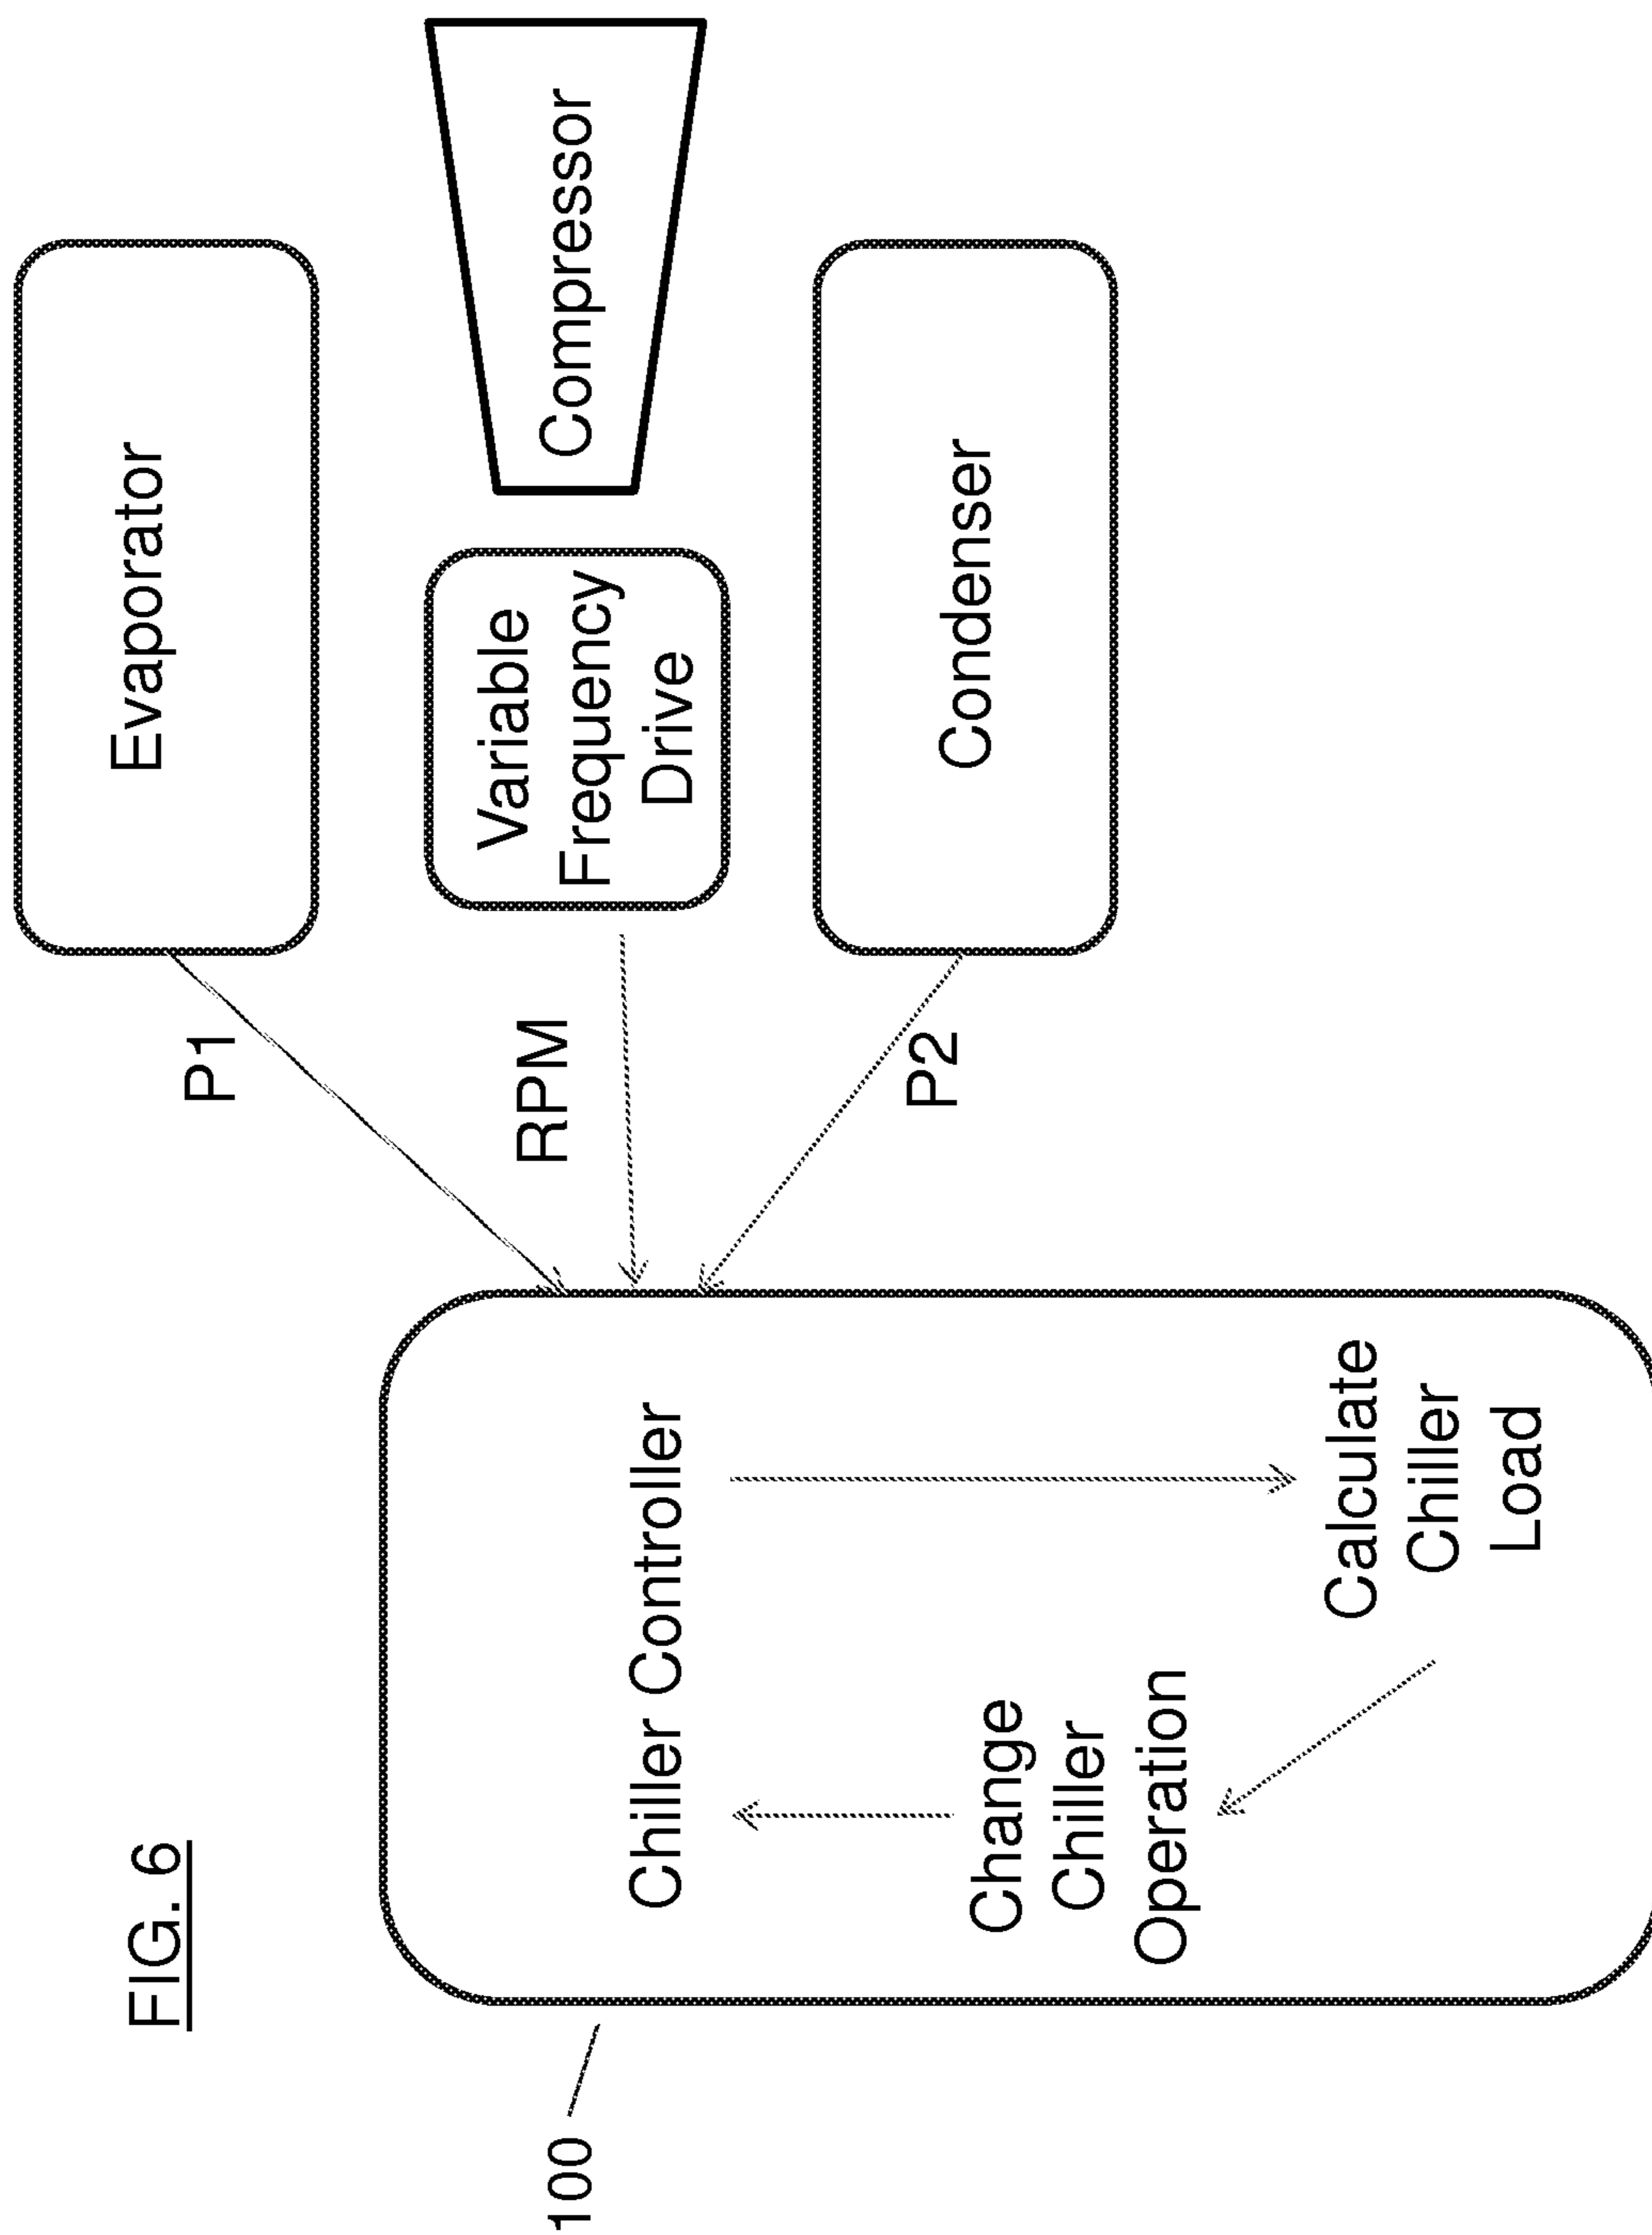 FIG. 6
100
Chiller Controller
Change
Chiller
Operation
Calculate
Chiller
Load
P1
RPM
P2
Evaporator
Variable
Frequency
Drive
Compressor
Condenser